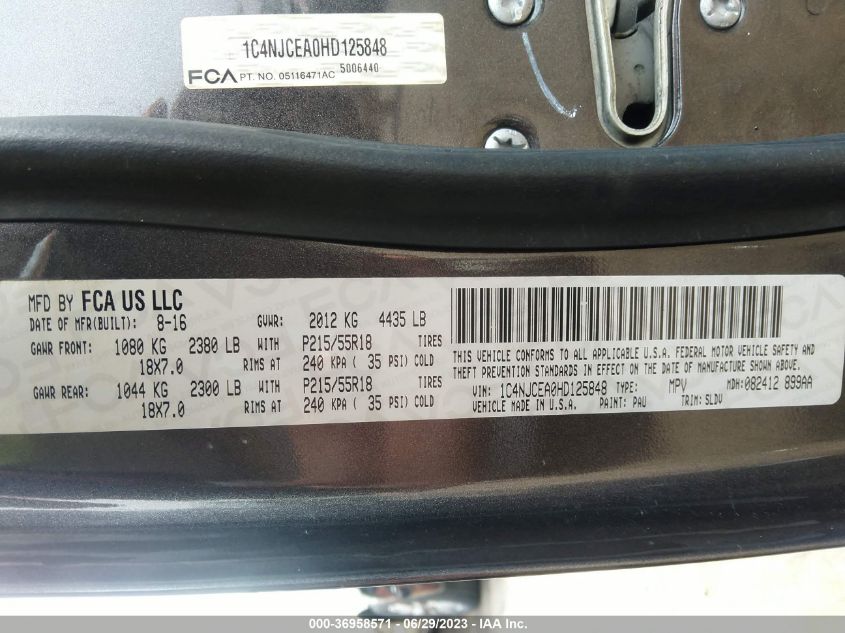 1C4NJCEA0HD125848
FCA PT. NO. 05116471AC 5006440
MFD BY FCA US LLC
DATE OF MFR(BUILT): 8-16 GVWR: 2012 KG 4435 LB
GAWR FRONT: 1080 KG 2380 LB WITH P215/55R18 TIRES
18X7.0 RIMS AT 240 KPA ( 35 PSI) COLD
GAWR REAR: 1044 KG 2300 LB WITH P215/55R18 TIRES
18X7.0 RIMS AT 240 KPA ( 35 PSI) COLD
THIS VEHICLE CONFORMS TO ALL APPLICABLE U.S.A. FEDERAL MOTOR VEHICLE SAFETY, BUMPER, AND
THEFT PREVENTION STANDARDS IN EFFECT ON THE DATE OF MANUFACTURE SHOWN ABOVE.
VIN: 1C4NJCEA0HD125848 TYPE: MPV MDH: 082412 899AA
VEHICLE MADE IN U.S.A. PAINT: PAU TRIM: SLDV
000-36958571 - 06/29/2023 - IAA Inc.